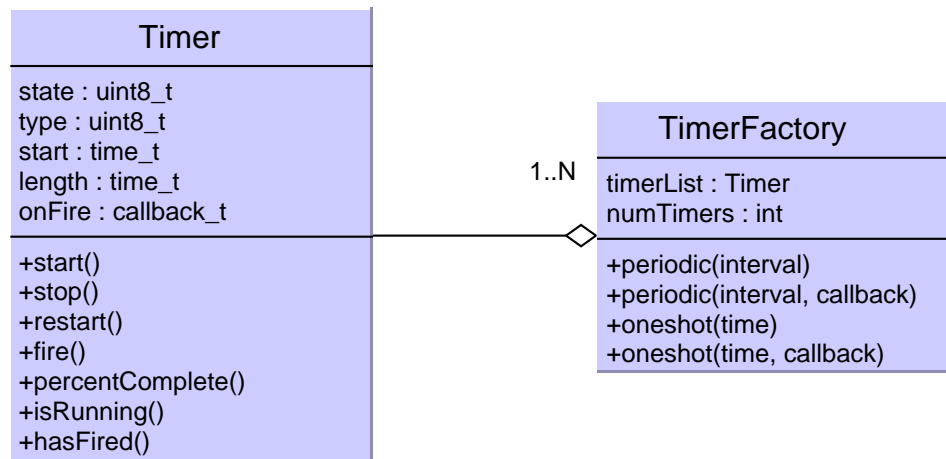 Timer
state : uint8_t
type : uint8_t
start : time_t
length : time_t
onFire : callback_t
+start()
+stop()
+restart()
+fire()
+percentComplete()
+isRunning()
+hasFired()
1..N
TimerFactory
timerList : Timer
numTimers : int
+periodic(interval)
+periodic(interval, callback)
+oneshot(time)
+oneshot(time, callback)